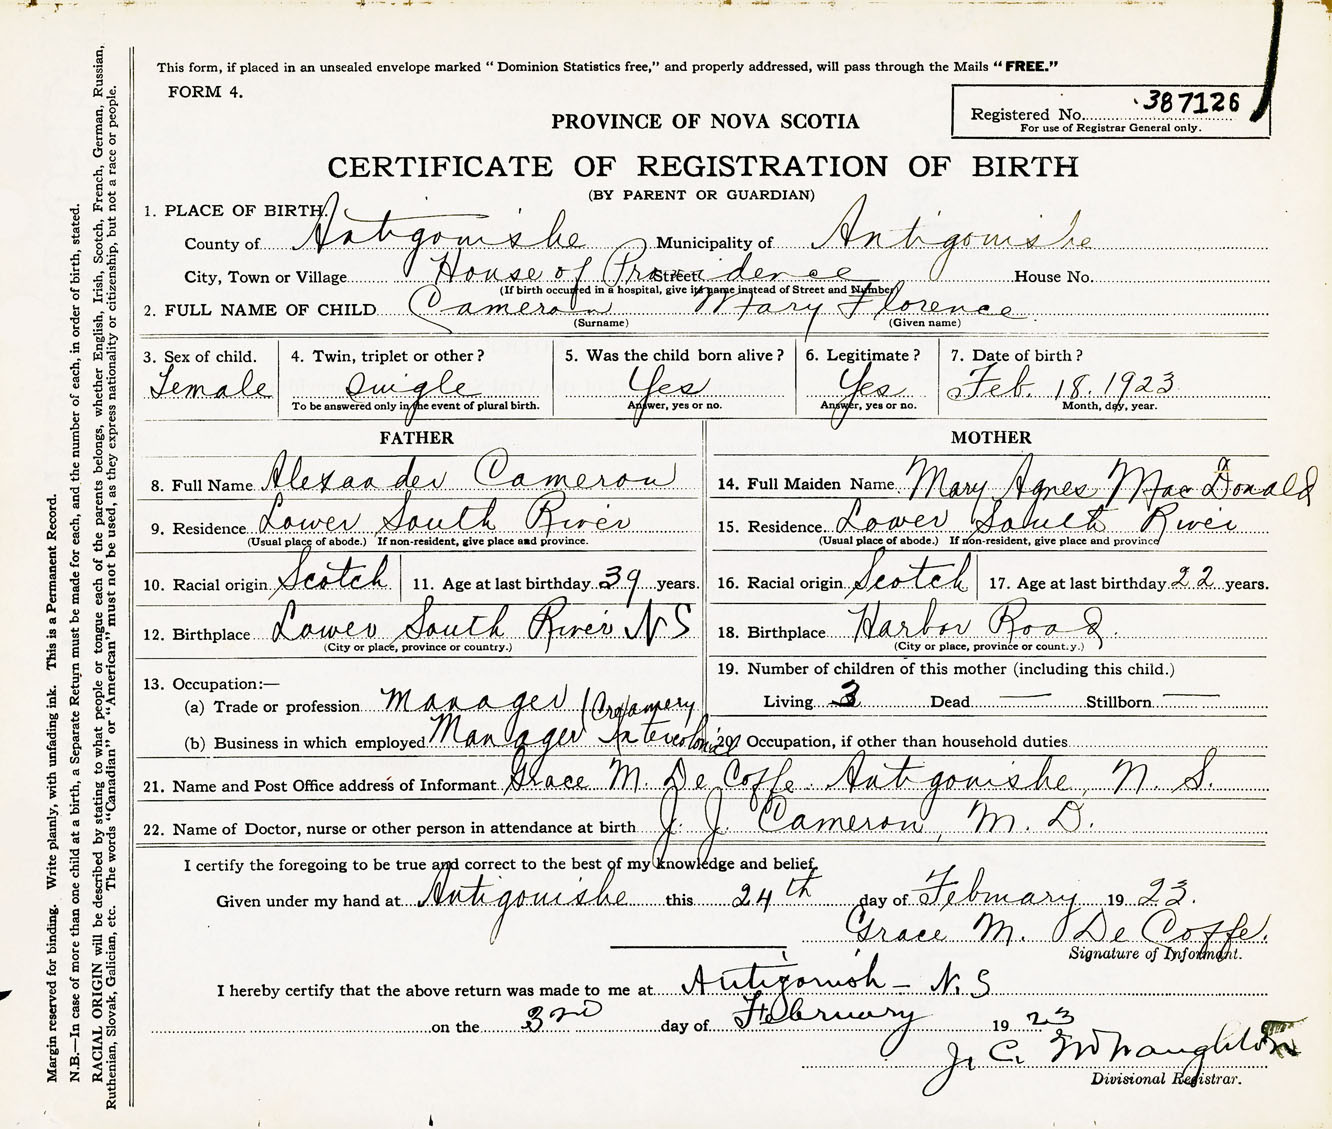 This form, if placed in an unsealed envelope marked " Dominion Statistics free," and properly addressed, will pass through the Mails " FREE."
FORM 4.
Registered No. 387126
For use of Registrar General only.
PROVINCE OF NOVA SCOTIA
CERTIFICATE OF REGISTRATION OF BIRTH
(BY PARENT OR GUARDIAN)
1. PLACE OF BIRTH.
County of Antigonishe Municipality of Antigonishe
City, Town or Village House of Providence Street House No.
(If birth occurred in a hospital, give its name instead of Street and Number)
2. FULL NAME OF CHILD Cameron Mary Florence
(Surname) (Given name)
3. Sex of child. 4. Twin, triplet or other ? 5. Was the child born alive ? 6. Legitimate ? 7. Date of birth ?
Female single Yes Yes Feb. 18. 1923
To be answered only in the event of plural birth. Answer, yes or no. Answer, yes or no. Month, day, year.
FATHER MOTHER
8. Full Name Alexander Cameron 14. Full Maiden Name Mary Agnes MacDonald
9. Residence Lower South River 15. Residence Lower South River
(Usual place of abode.) If non-resident, give place and province. (Usual place of abode.) If non-resident, give place and province
10. Racial origin Scotch 11. Age at last birthday 39 years. 16. Racial origin Scotch 17. Age at last birthday 22 years.
12. Birthplace Lower South River N S 18. Birthplace Harbor Road.
(City or place, province or country.) (City or place, province or county.)
19. Number of children of this mother (including this child.)
13. Occupation:—
(a) Trade or profession Manager (Creamery Living 3 Dead — Stillborn —
(b) Business in which employed Manager Intercolonial 20. Occupation, if other than household duties
21. Name and Post Office address of Informant Grace M. De Coffe. Antigonishe, N. S.
22. Name of Doctor, nurse or other person in attendance at birth J. J. Cameron, M. D.
I certify the foregoing to be true and correct to the best of my knowledge and belief.
Given under my hand at Antigonishe this 24th day of February 1923.
Grace M. De Coffe.
Signature of Informant.
I hereby certify that the above return was made to me at Antigonish - N. S
on the 3rd day of February 1923
J. C. McNaughton
Divisional Registrar.
Margin reserved for binding. Write plainly, with unfading ink. This is a Permanent Record.
N.B.—In case of more than one child at a birth, a Separate Return must be made for each, and the number of each, in order of birth, stated.
RACIAL ORIGIN will be described by stating to what people or tongue each of the parents belongs, whether English, Irish, Scotch, French, German, Russian,
Ruthenian, Slovak, Galician, etc. The words "Canadian" or "American" must not be used, as they express nationality or citizenship, but not a race or people.